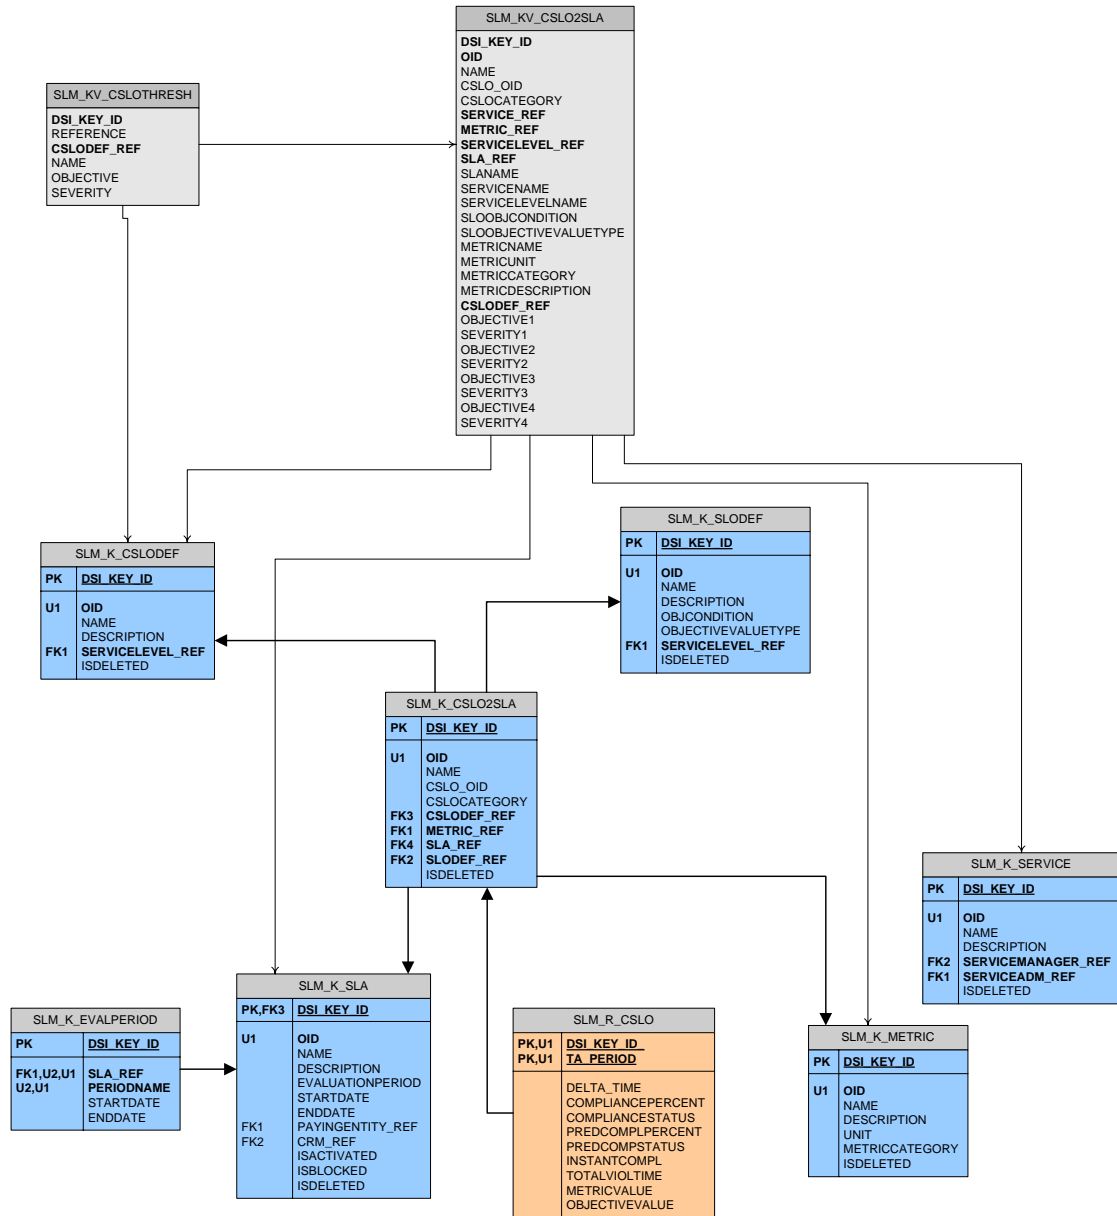 SLM_KV_CSLO2SLA
DSI_KEY_ID
OID
NAME
CSLO_OID
CSLOCATEGORY
SERVICE_REF
METRIC_REF
SERVICELEVEL_REF
SLA_REF
SLANAME
SERVICENAME
SERVICELEVELNAME
SLOOBJCONDITION
SLOOBJECTIVEVALUETYPE
METRICNAME
METRICUNIT
METRICCATEGORY
METRICDESCRIPTION
CSLODEF_REF
OBJECTIVE1
SEVERITY1
OBJECTIVE2
SEVERITY2
OBJECTIVE3
SEVERITY3
OBJECTIVE4
SEVERITY4
SLM_KV_CSLOTHRESH
DSI_KEY_ID
REFERENCE
CSLODEF_REF
NAME
OBJECTIVE
SEVERITY
SLM_K_CSLODEF
PK DSI_KEY_ID
U1 OID
NAME
DESCRIPTION
FK1 SERVICELEVEL_REF
ISDELETED
SLM_K_SLODEF
PK DSI_KEY_ID
U1 OID
NAME
DESCRIPTION
OBJCONDITION
OBJECTIVEVALUETYPE
FK1 SERVICELEVEL_REF
ISDELETED
SLM_K_CSLO2SLA
PK DSI_KEY_ID
U1 OID
NAME
CSLO_OID
CSLOCATEGORY
FK3 CSLODEF_REF
FK1 METRIC_REF
FK4 SLA_REF
FK2 SLODEF_REF
ISDELETED
SLM_K_SERVICE
PK DSI_KEY_ID
U1 OID
NAME
DESCRIPTION
FK2 SERVICEMANAGER_REF
FK1 SERVICEADM_REF
ISDELETED
SLM_K_EVALPERIOD
PK DSI_KEY_ID
FK1,U2,U1 SLA_REF
U2,U1 PERIODNAME
STARTDATE
ENDDATE
SLM_K_SLA
PK,FK3 DSI_KEY_ID
U1 OID
NAME
DESCRIPTION
EVALUATIONPERIOD
STARTDATE
ENDDATE
FK1 PAYINGENTITY_REF
FK2 CRM_REF
ISACTIVATED
ISBLOCKED
ISDELETED
SLM_R_CSLO
PK,U1 DSI_KEY_ID
PK,U1 TA_PERIOD
DELTA_TIME
COMPLIANCEPERCENT
COMPLIANCESTATUS
PREDCOMPLPERCENT
PREDCOMPSTATUS
INSTANTCOMPL
TOTALVIOLTIME
METRICVALUE
OBJECTIVEVALUE
SLM_K_METRIC
PK DSI_KEY_ID
U1 OID
NAME
DESCRIPTION
UNIT
METRICCATEGORY
ISDELETED